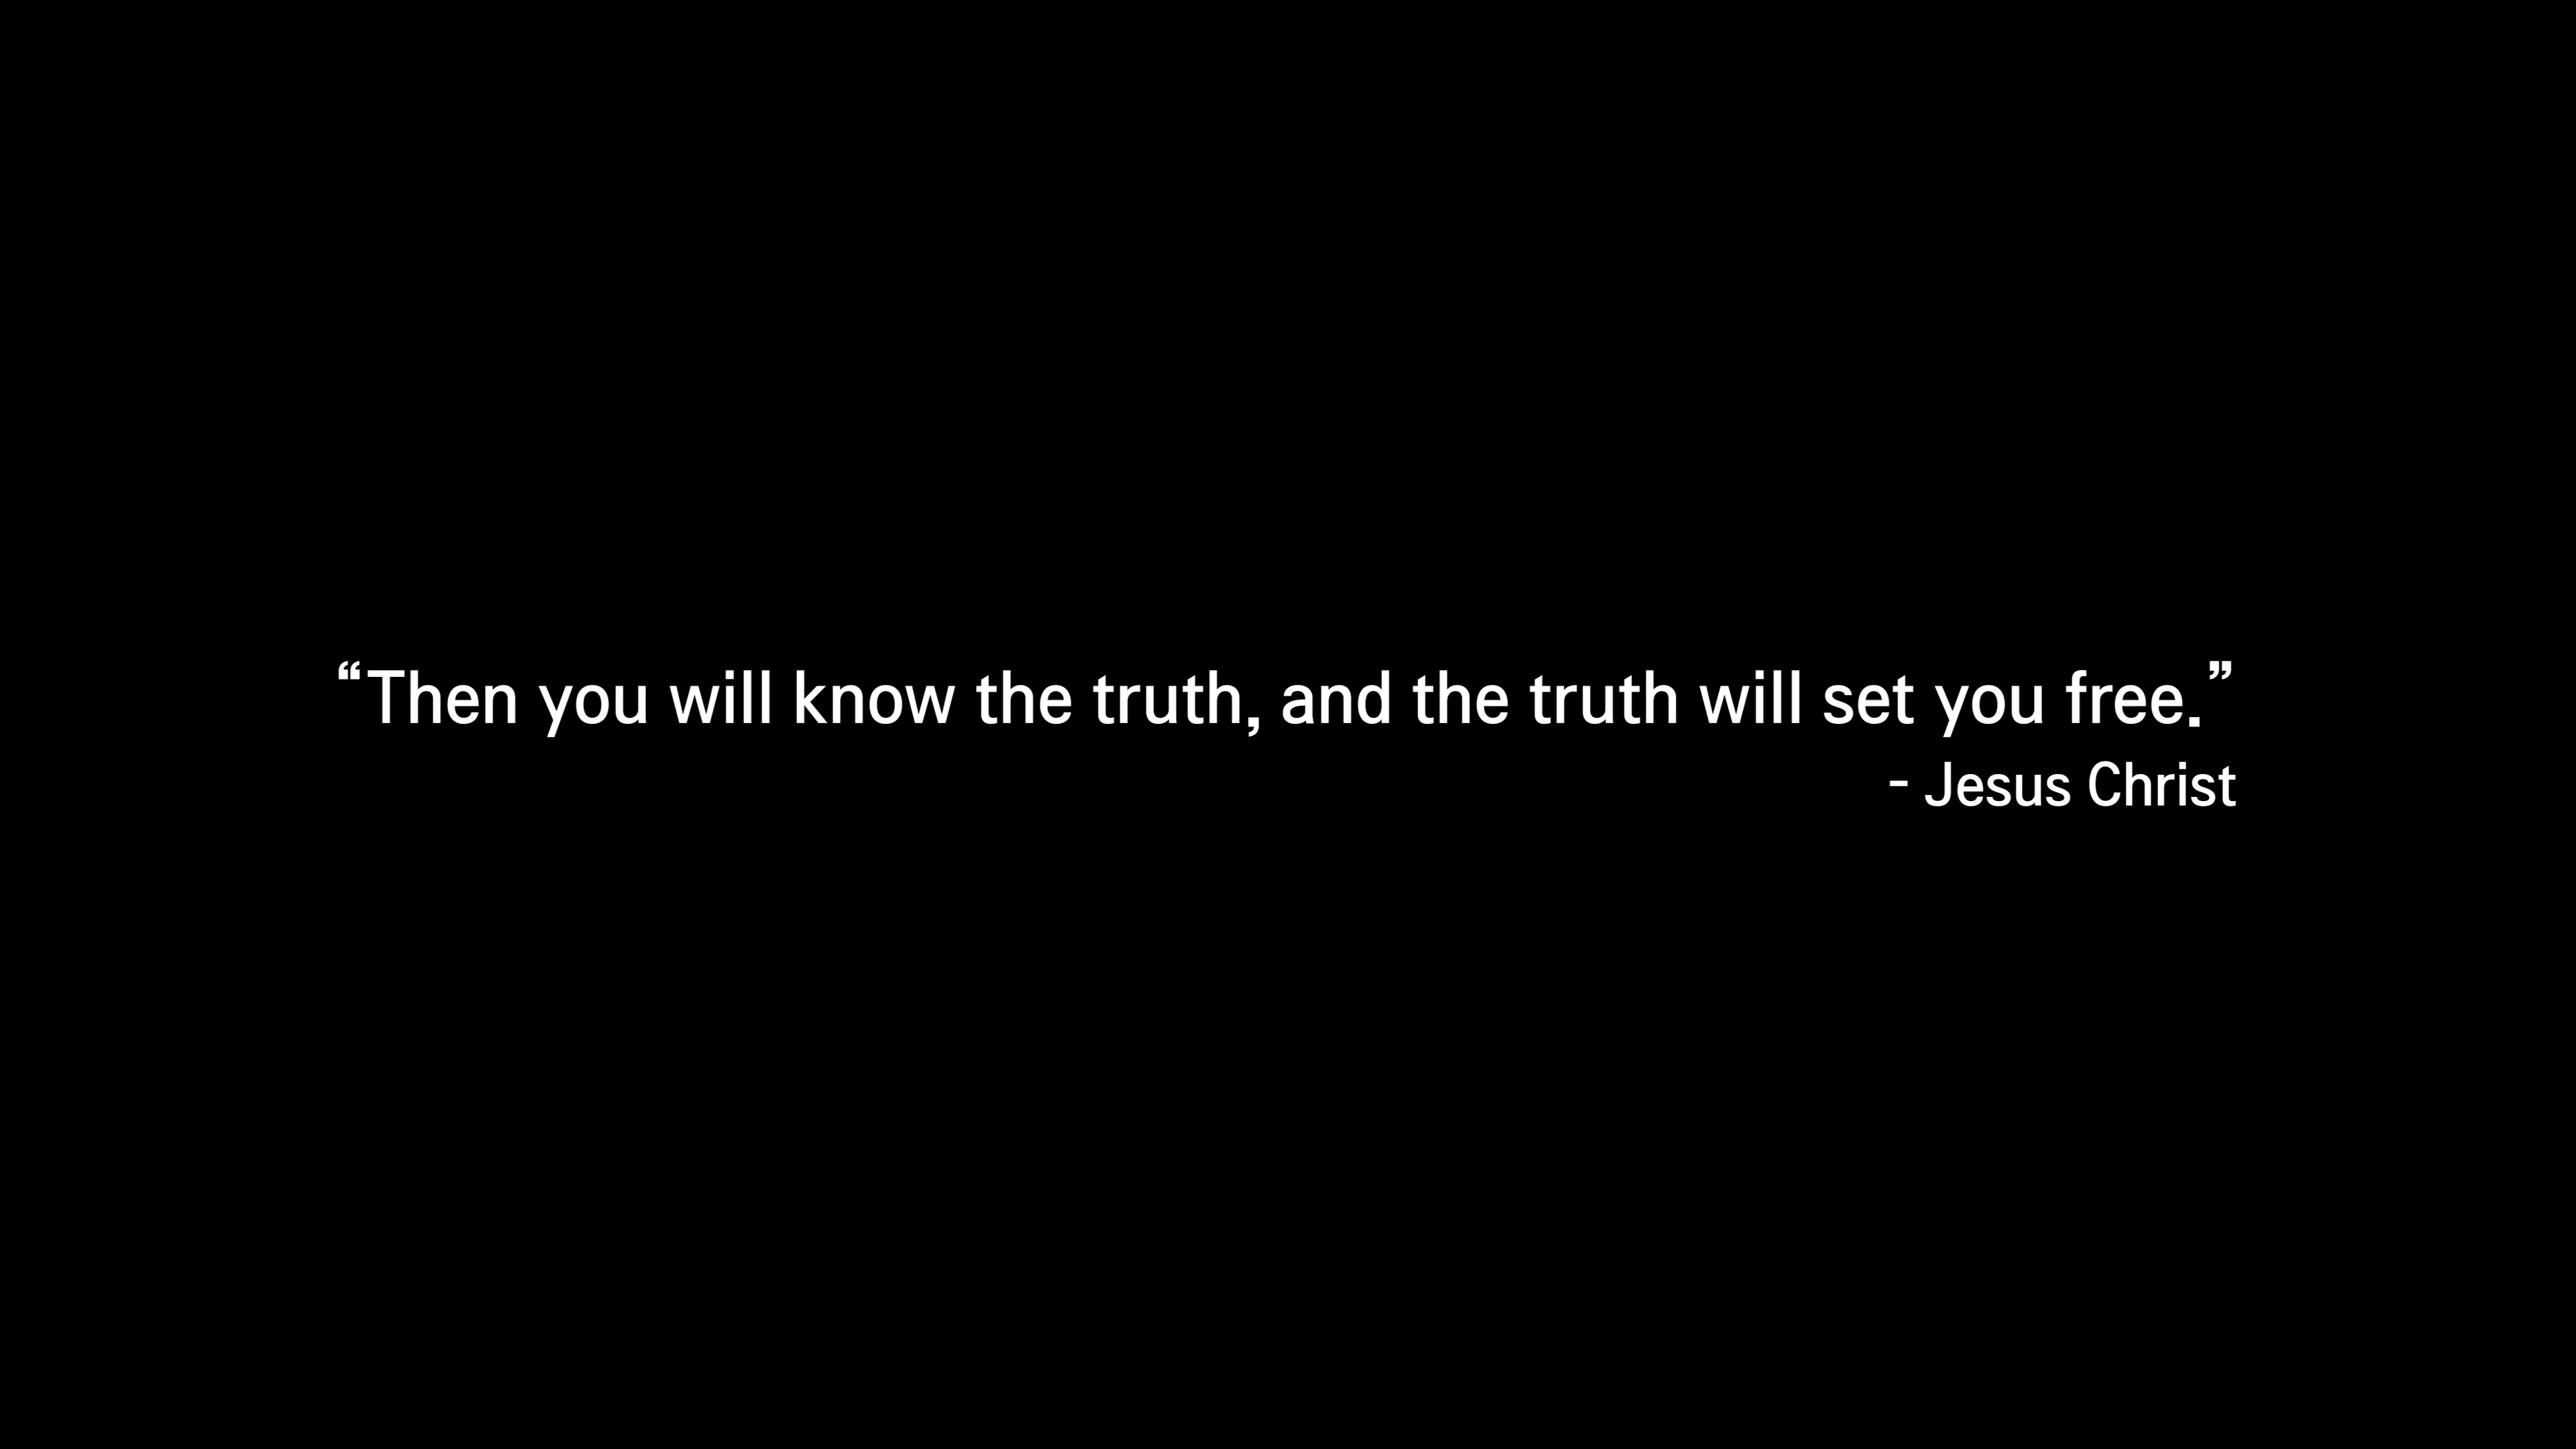 “Then you will know the truth, and the truth will set you free.”
- Jesus Christ